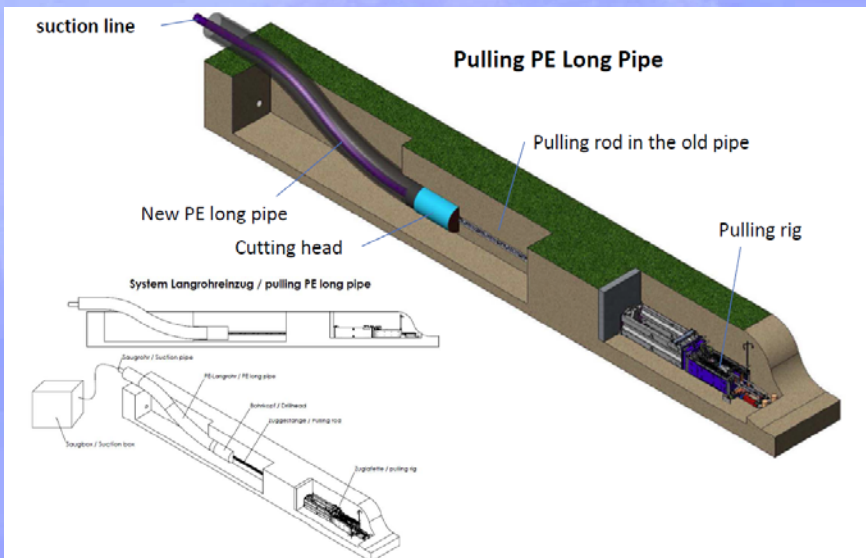 suction line
Pulling PE Long Pipe
Pulling rod in the old pipe
New PE long pipe
Pulling rig
Cutting head
System Langrohreinzug / pulling PE long pipe
Saugrohr / Suction pipe
PE-Langrohr / PE long pipe
Bohrkopf / Drillhead
Zuggestänge / Pulling rod
Saugbox / Suction box
Zuglafette / pulling rig